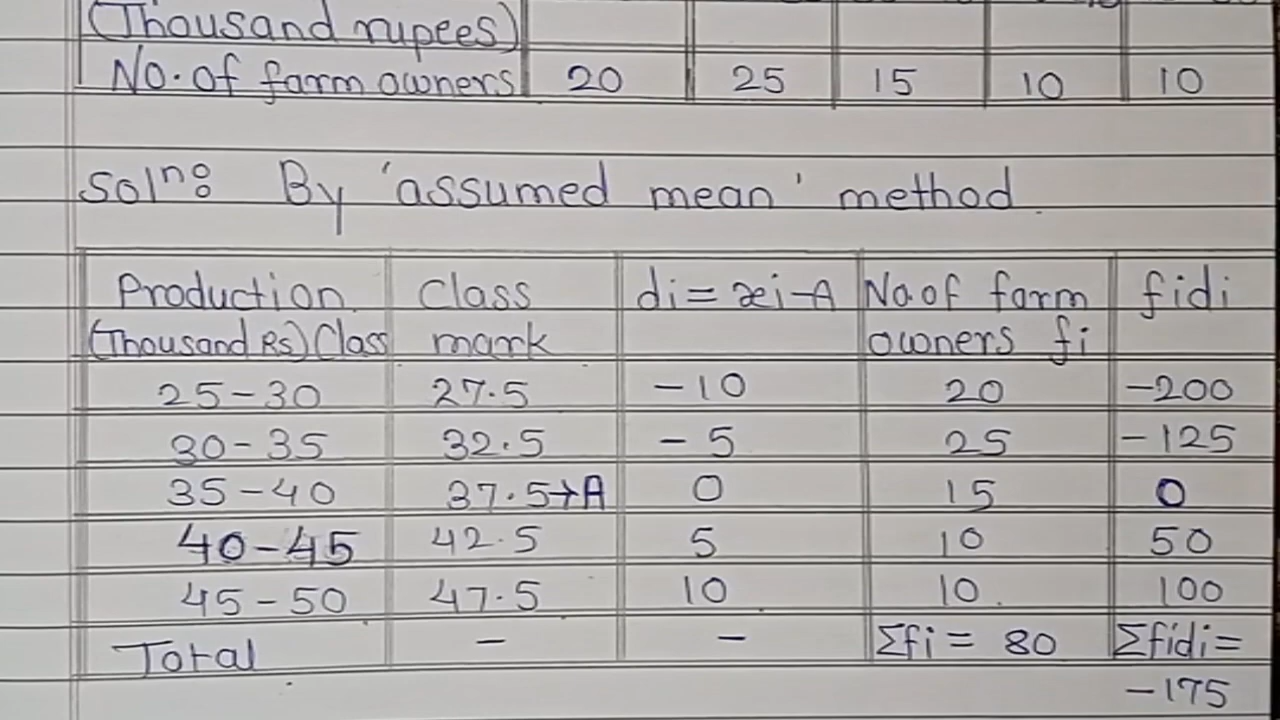 (Thousand rupees)
No. of farm owners 20 25 15 10 10
Solⁿ: By 'assumed mean' method
Production Class di = xi-A No. of farm fidi
(Thousand Rs) Class mark owners fi
25-30 27.5 -10 20 -200
30-35 32.5 -5 25 -125
35-40 37.5→A 0 15 0
40-45 42.5 5 10 50
45-50 47.5 10 10 100
Total - - Σfi = 80 Σfidi =
-175